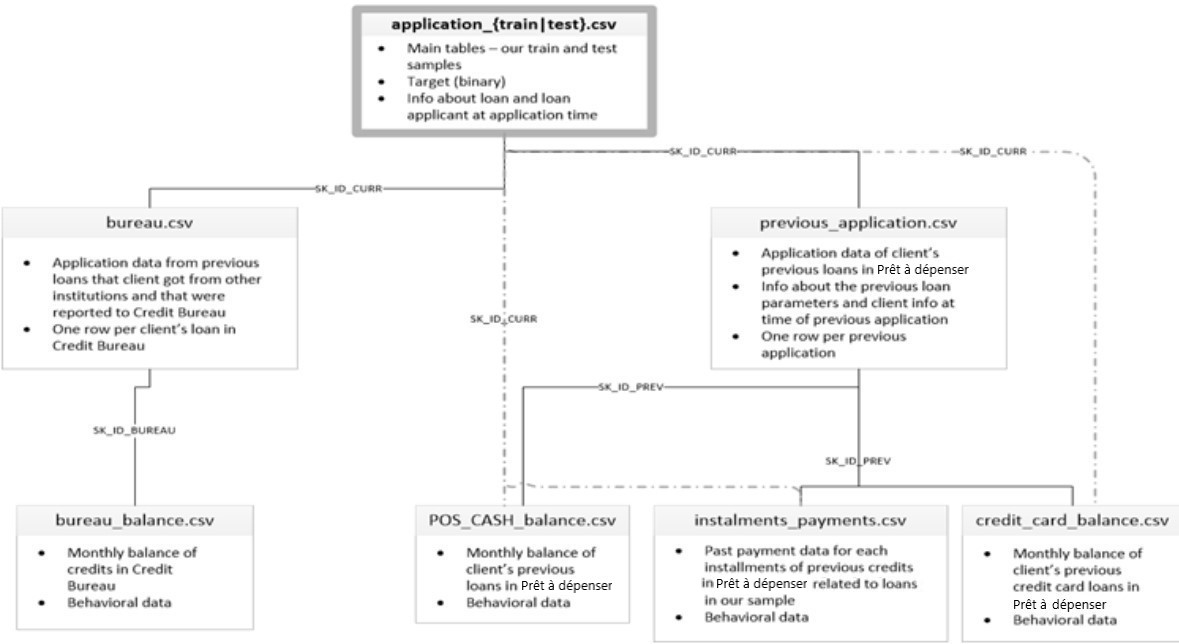 application_{train|test}.csv
• Main tables – our train and test
samples
• Target (binary)
• Info about loan and loan
applicant at application time
SK_ID_CURR
SK_ID_CURR
SK_ID_CURR
bureau.csv
• Application data from previous
loans that client got from other
institutions and that were
reported to Credit Bureau
• One row per client's loan in
Credit Bureau
previous_application.csv
• Application data of client's
previous loans in Prêt à dépenser
• Info about the previous loan
parameters and client info at
time of previous application
• One row per previous
application
SK_ID_CURR
SK_ID_PREV
SK_ID_BUREAU
SK_ID_PREV
bureau_balance.csv
• Monthly balance of
credits in Credit
Bureau
• Behavioral data
POS_CASH_balance.csv
• Monthly balance of
client's previous
loans in Prêt à dépenser
• Behavioral data
instalments_payments.csv
• Past payment data for each
installments of previous credits
in Prêt à dépenser related to loans
in our sample
• Behavioral data
credit_card_balance.csv
• Monthly balance of
client's previous
credit card loans in
Prêt à dépenser
• Behavioral data